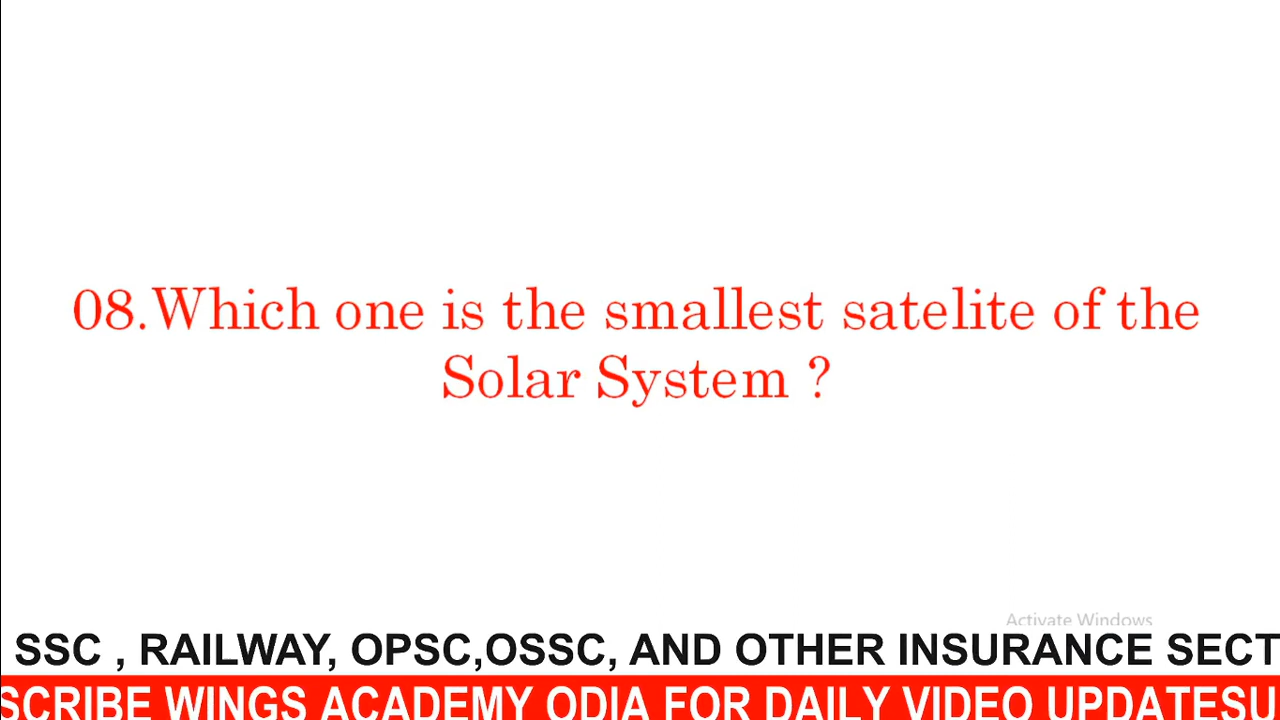 08.Which one is the smallest satelite of the
Solar System ?
Activate Windows
SSC , RAILWAY, OPSC,OSSC, AND OTHER INSURANCE SECT
SCRIBE WINGS ACADEMY ODIA FOR DAILY VIDEO UPDATESU